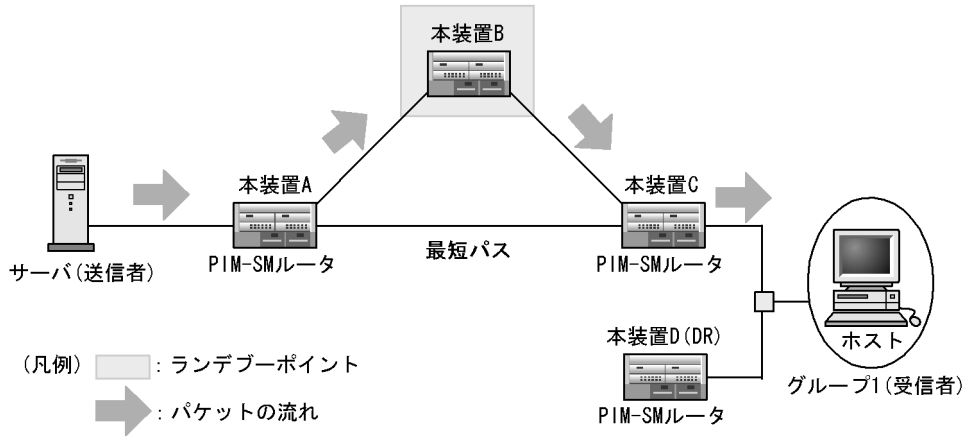 本装置B
本装置A
本装置C
サーバ(送信者)
PIM-SMルータ
最短パス
PIM-SMルータ
本装置D(DR)
ホスト
グループ1(受信者)
PIM-SMルータ
(凡例)
:ランデブーポイント
:パケットの流れ